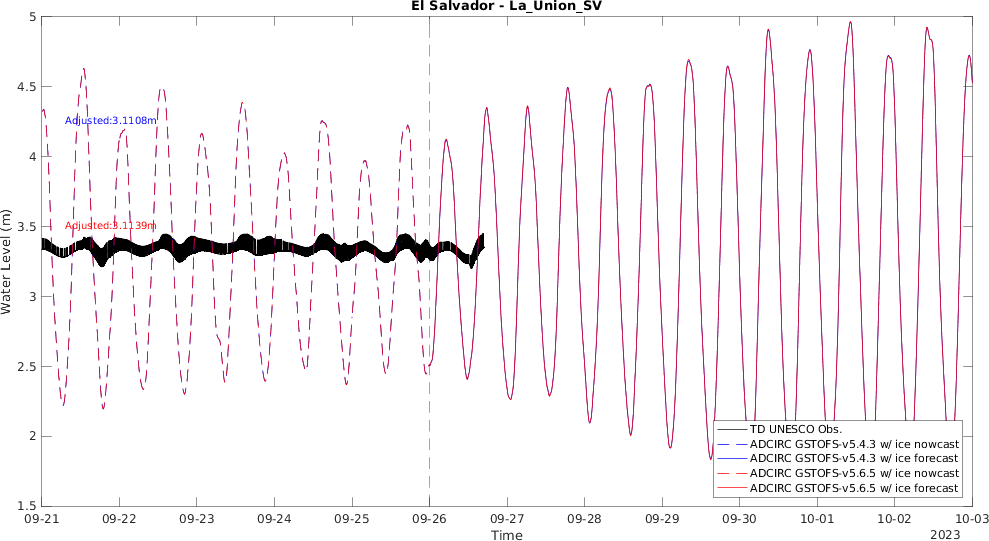 El Salvador - La_Union_SV
5
4.5
4
3.5
3
2.5
2
1.5
Water Level (m)
Adjusted:3.1108m
Adjusted:3.1139m
TD UNESCO Obs.
ADCIRC GSTOFS-v5.4.3 w/ ice nowcast
ADCIRC GSTOFS-v5.4.3 w/ ice forecast
ADCIRC GSTOFS-v5.6.5 w/ ice nowcast
ADCIRC GSTOFS-v5.6.5 w/ ice forecast
09-21 09-22 09-23 09-24 09-25 09-26 09-27 09-28 09-29 09-30 10-01 10-02 10-03
Time
2023